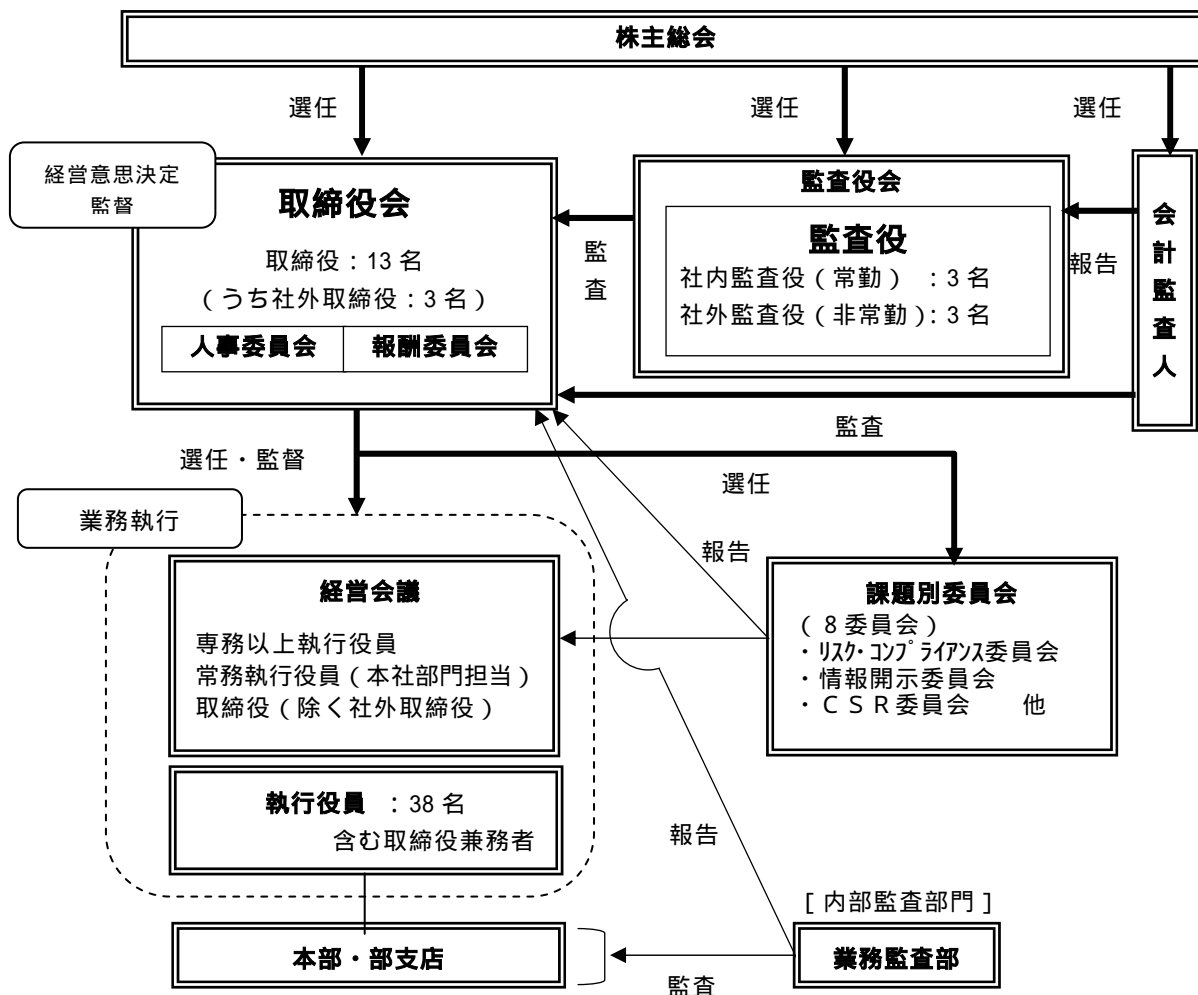 株主総会
選任
選任
選任
経営意思決定
監督
取締役会
取締役：13名
（うち社外取締役：3名）
人事委員会
報酬委員会
監査
監査役会
監査役
社内監査役（常勤）：3名
社外監査役（非常勤）：3名
報告
会計監査人
監査
選任・監督
選任
業務執行
報告
経営会議
専務以上執行役員
常務執行役員（本社部門担当）
取締役（除く社外取締役）
課題別委員会
（8委員会）
・ﾘｽｸ･ｺﾝﾌﾟﾗｲｱﾝｽ委員会
・情報開示委員会
・ＣＳＲ委員会　他
執行役員　：38名
含む取締役兼務者
報告
[内部監査部門]
本部・部支店
監査
業務監査部